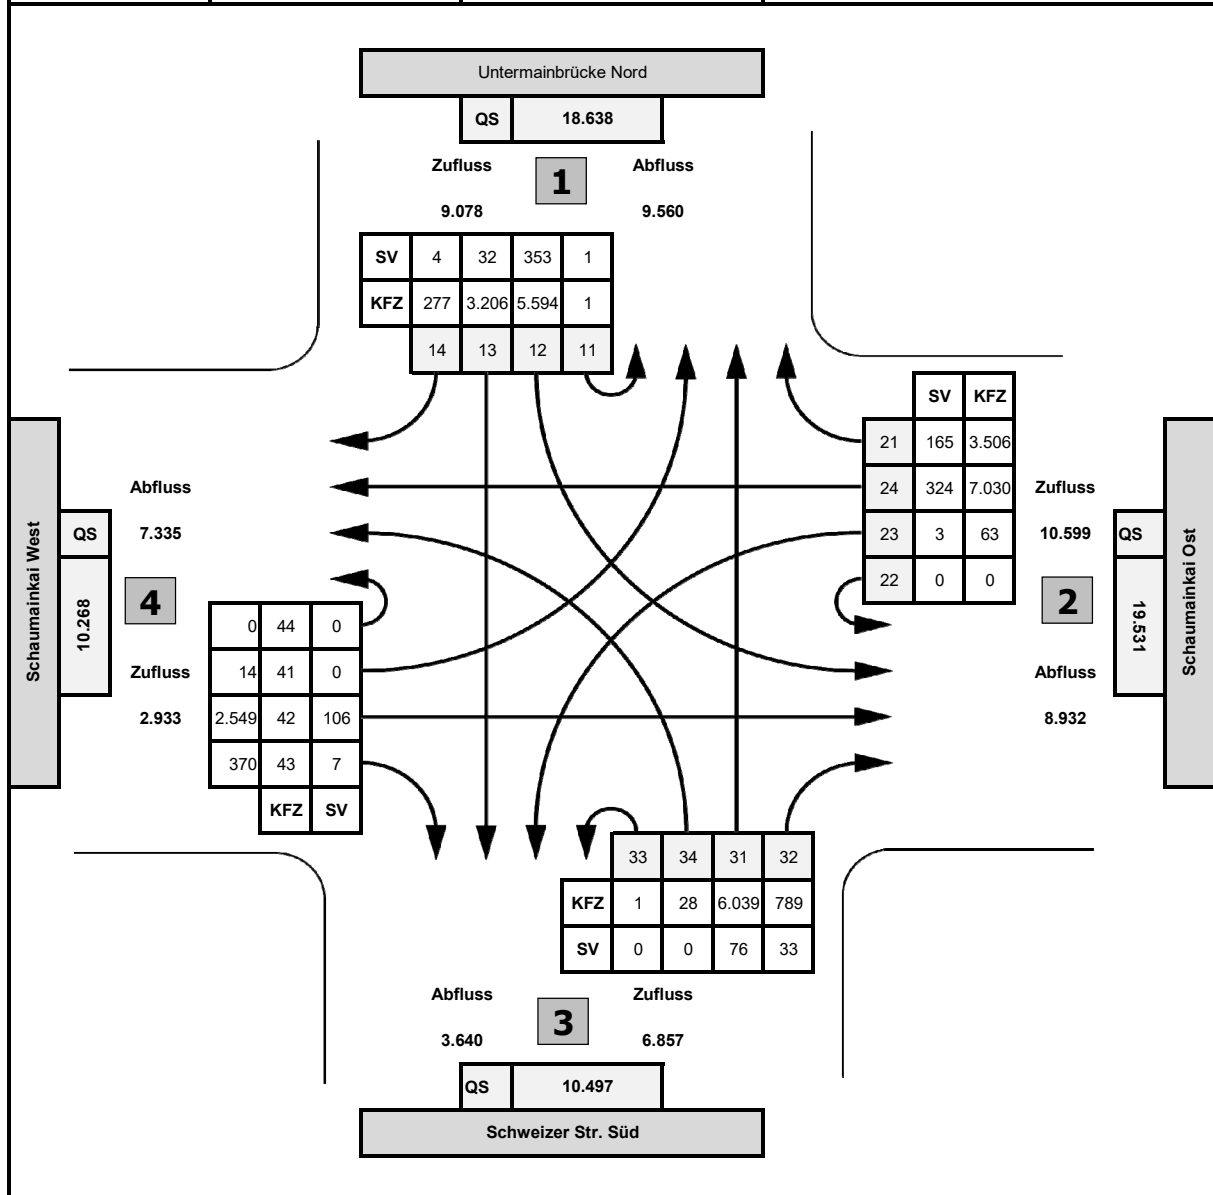 Untermainbrücke Nord
QS 18.638
Zufluss 1 Abfluss
9.078 9.560
SV 4 32 353 1
KFZ 277 3.206 5.594 1
14 13 12 11
SV KFZ
21 165 3.506
24 324 7.030
23 3 63
22 0 0
Zufluss
10.599
QS
19.531
2
Schaumainkai Ost
Abfluss
8.932
Schaumainkai West
Abfluss
7.335
QS
10.268
4
Zufluss
2.933
0 44 0
14 41 0
2.549 42 106
370 43 7
KFZ SV
33 34 31 32
KFZ 1 28 6.039 789
SV 0 0 76 33
Abfluss 3 Zufluss
3.640 6.857
QS 10.497
Schweizer Str. Süd